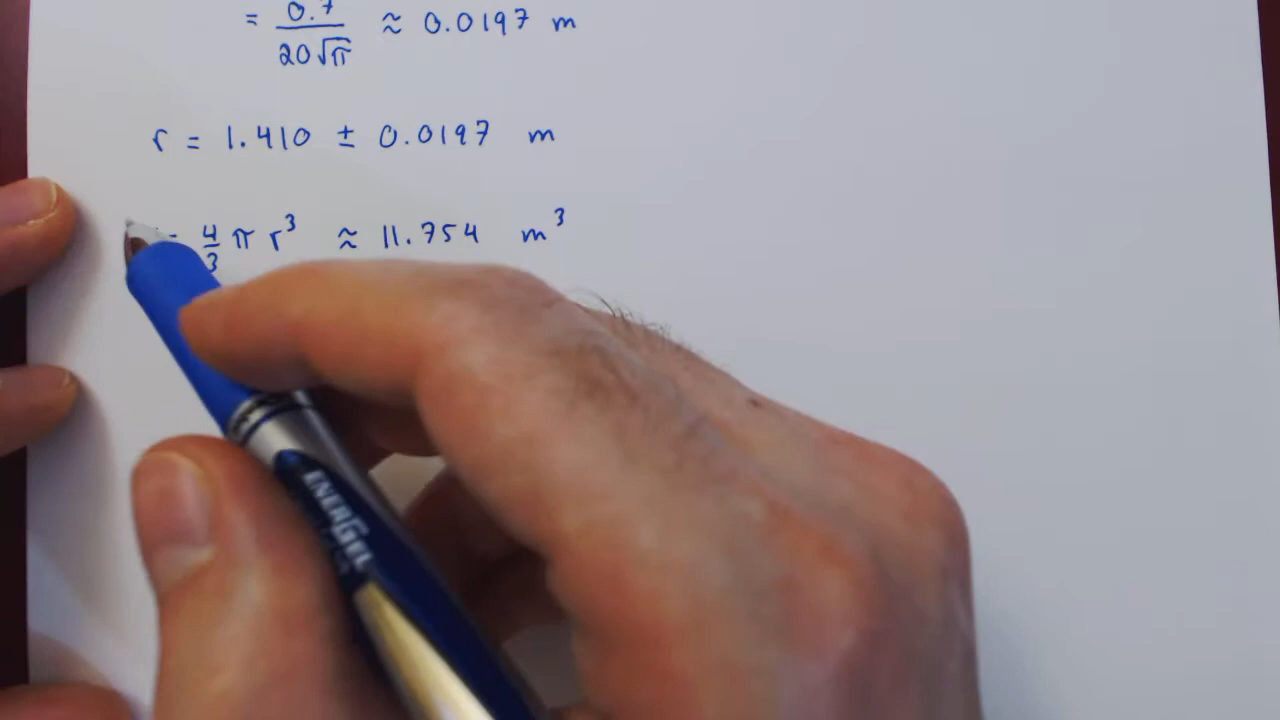 = 0.7 / 20√π ≈ 0.0197 m
r = 1.410 ± 0.0197 m
= 4/3 π r³ ≈ 11.754 m³
ENERGEL